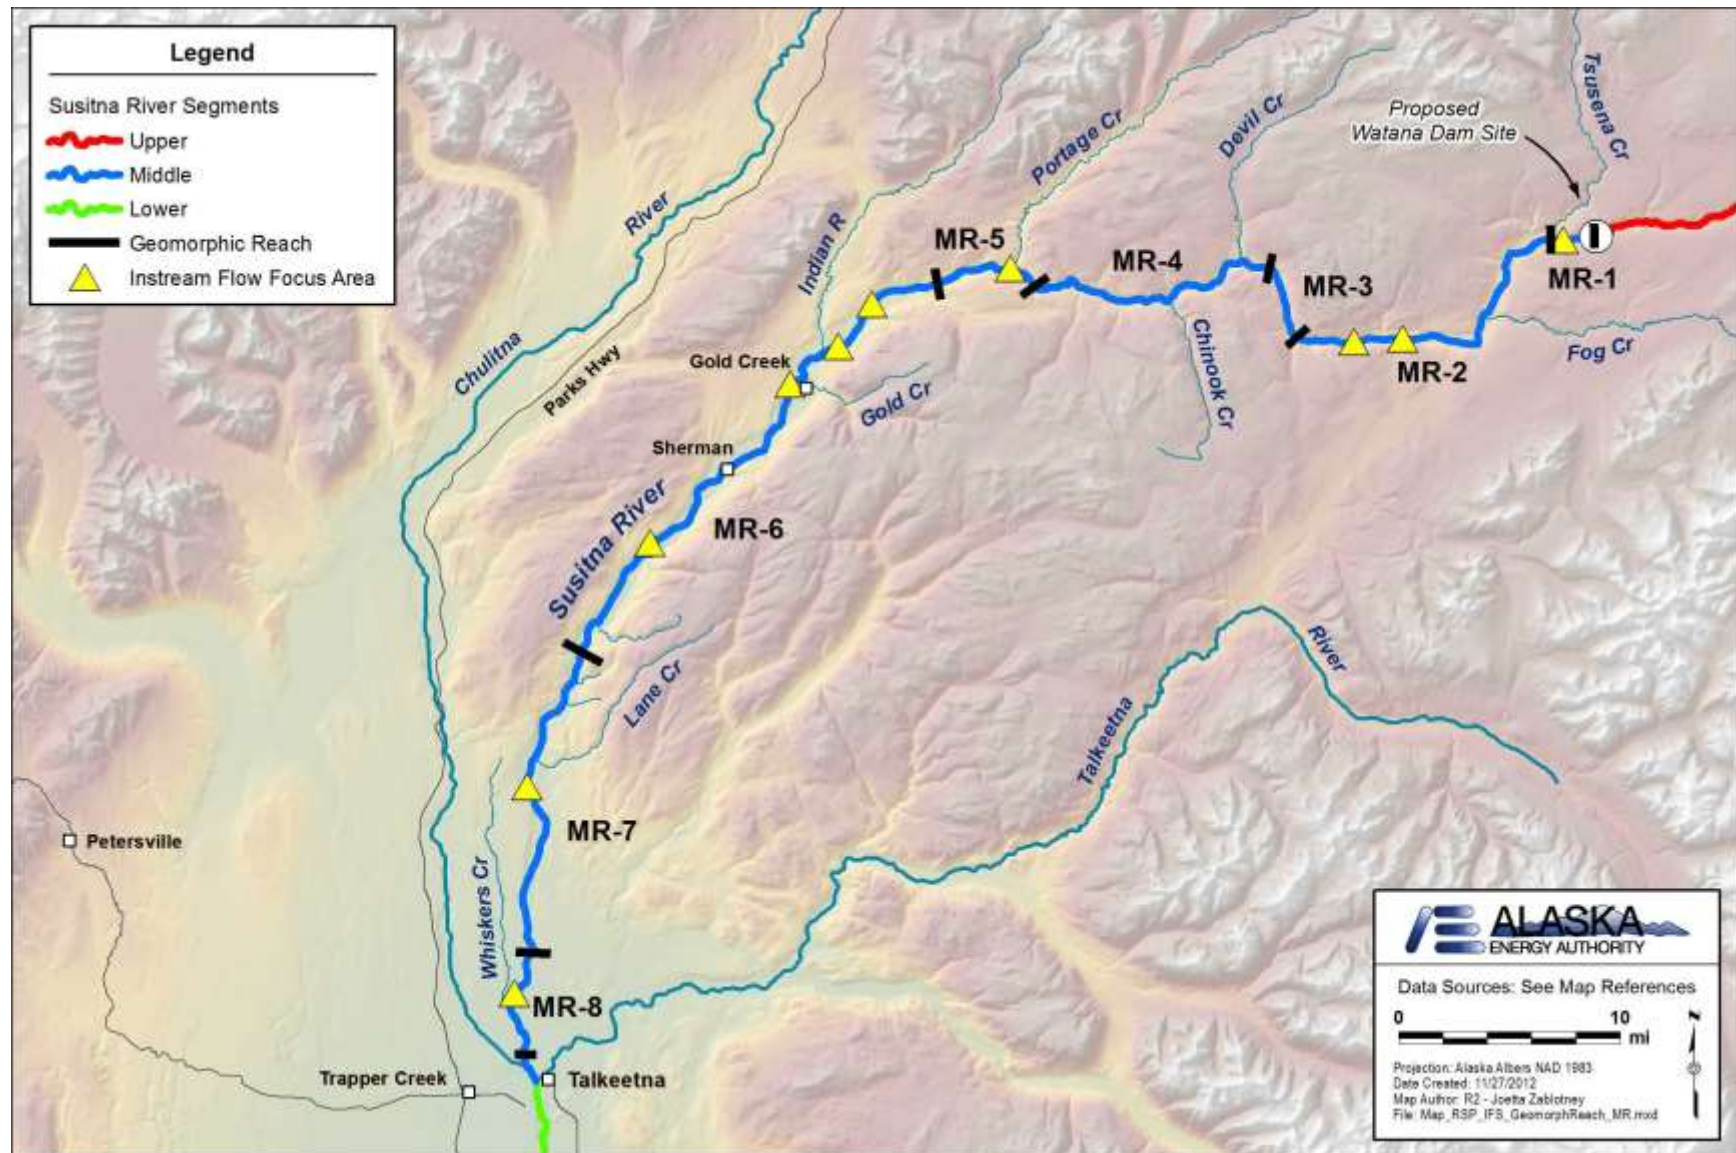 Legend
Susitna River Segments
Upper
Middle
Lower
Geomorphic Reach
Instream Flow Focus Area
River
Chulitna
Parks Hwy
Indian R
Portage Cr
Devil Cr
Proposed
Watana Dam Site
Tsusena Cr
MR-5
MR-4
MR-3
MR-1
MR-2
Fog Cr
Chinook Cr
Gold Creek
Gold Cr
Sherman
Susitna River
MR-6
Lane Cr
River
Talkeetna
Petersville
MR-7
Whiskers Cr
MR-8
Trapper Creek
Talkeetna
ALASKA
ENERGY AUTHORITY
Data Sources: See Map References
0 10
mi
N
Projection: Alaska Albers NAD 1983
Date Created: 11/27/2012
Map Author: R2 - Joetta Zablotney
File: Map_RSP_IFS_GeomorphReach_MR.mxd